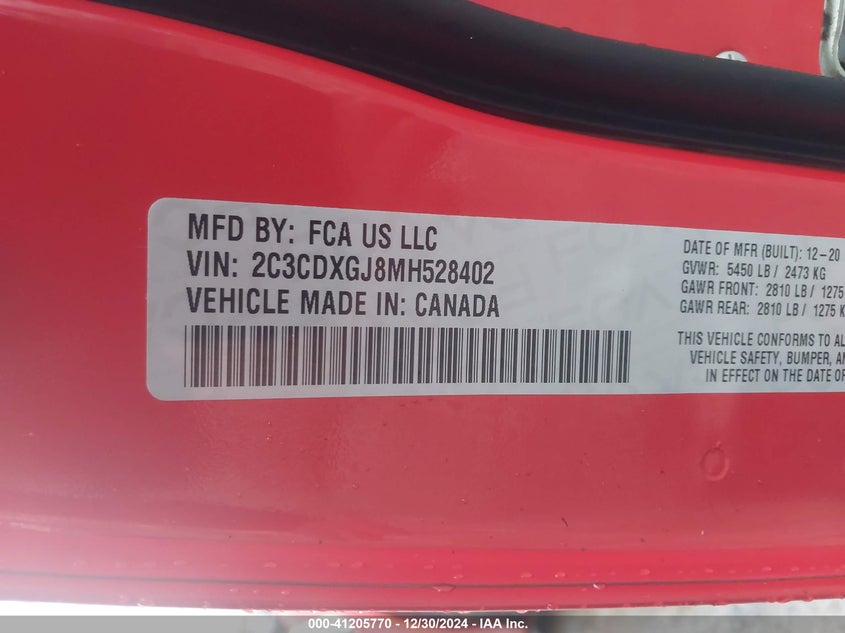 MFD BY: FCA US LLC
VIN: 2C3CDXGJ8MH528402
VEHICLE MADE IN: CANADA
DATE OF MFR (BUILT): 12-20
GVWR: 5450 LB / 2473 KG
GAWR FRONT: 2810 LB / 1275
GAWR REAR: 2810 LB / 1275 K
THIS VEHICLE CONFORMS TO AL
VEHICLE SAFETY, BUMPER, AN
IN EFFECT ON THE DATE OF
000-41205770 - 12/30/2024 - IAA Inc.